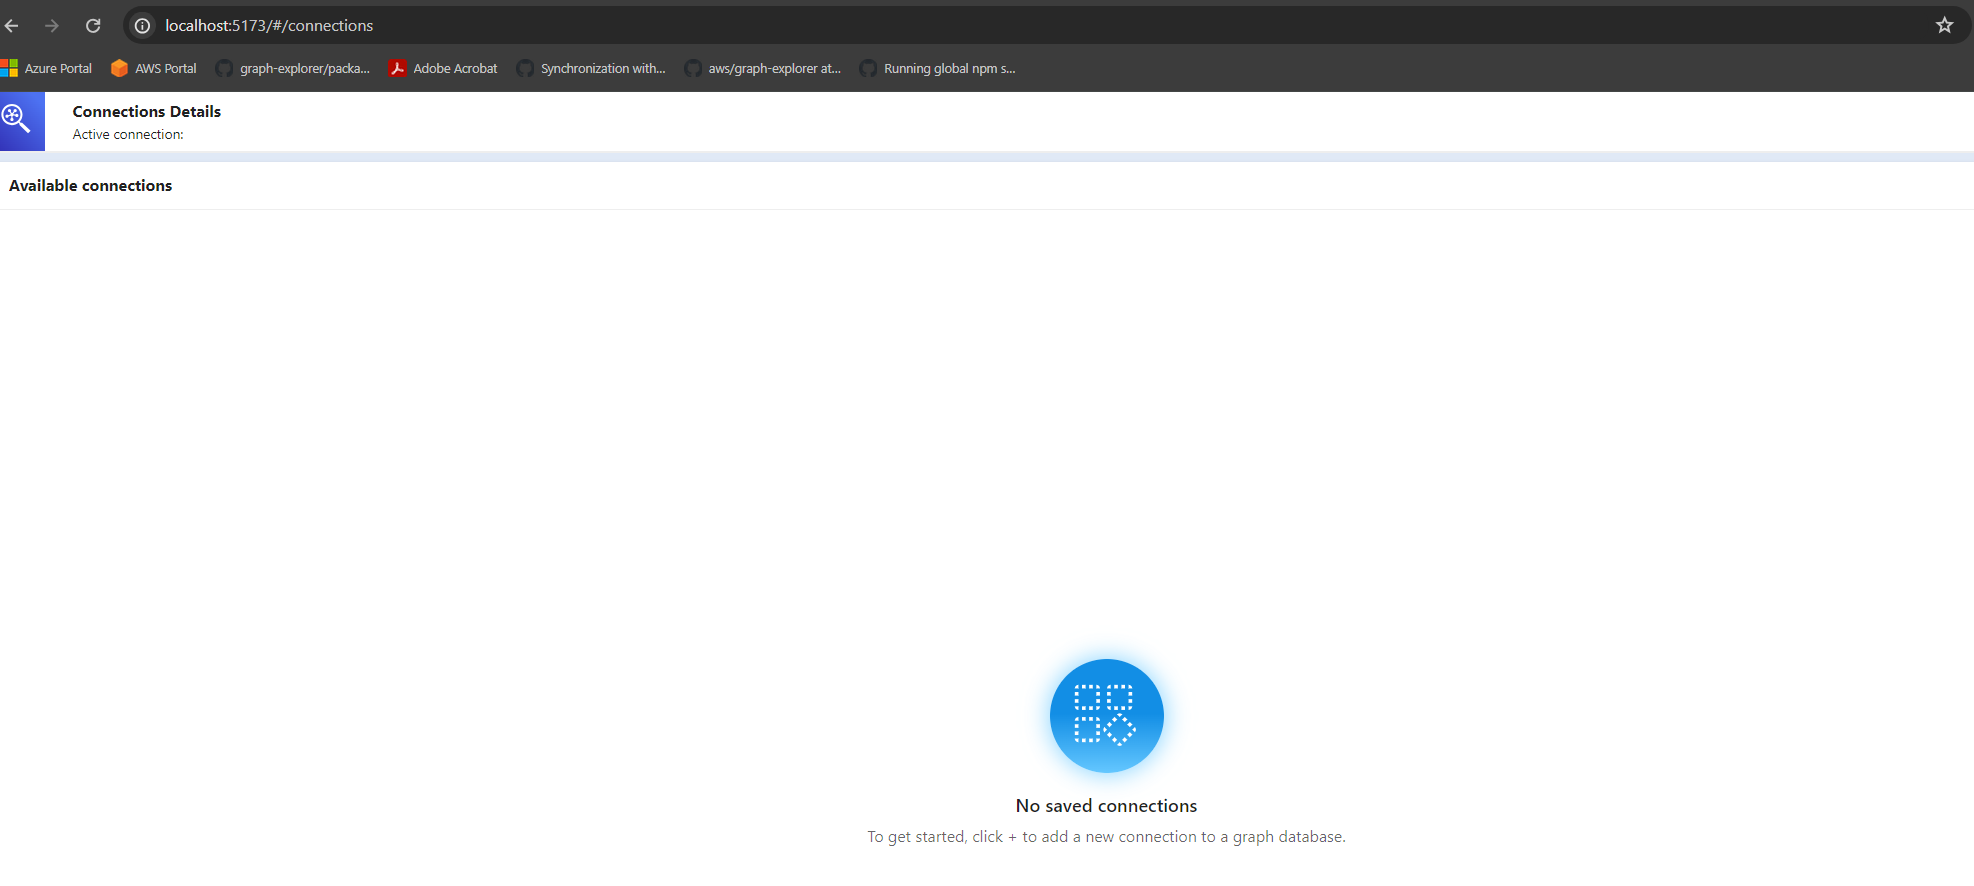 localhost:5173/#/connections
Azure Portal AWS Portal graph-explorer/packa... Adobe Acrobat Synchronization with... aws/graph-explorer at... Running global npm s...
Connections Details
Active connection:
Available connections
No saved connections
To get started, click + to add a new connection to a graph database.